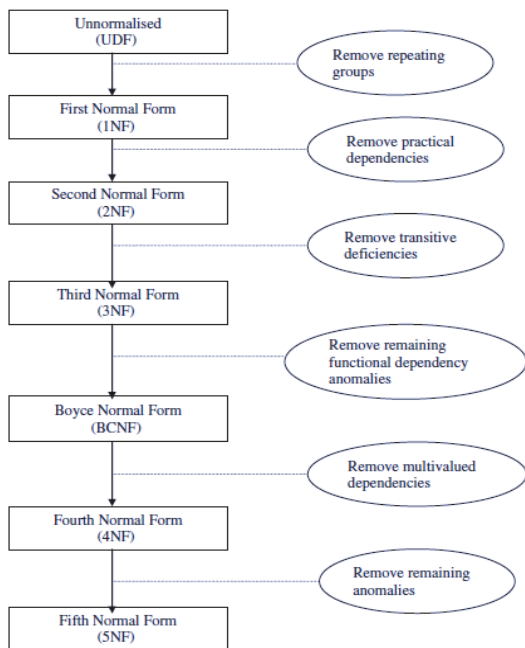 Unnormalised
(UDF)
Remove repeating
groups
First Normal Form
(1NF)
Remove practical
dependencies
Second Normal Form
(2NF)
Remove transitive
deficiencies
Third Normal Form
(3NF)
Remove remaining
functional dependency
anomalies
Boyce Normal Form
(BCNF)
Remove multivalued
dependencies
Fourth Normal Form
(4NF)
Remove remaining
anomalies
Fifth Normal Form
(5NF)